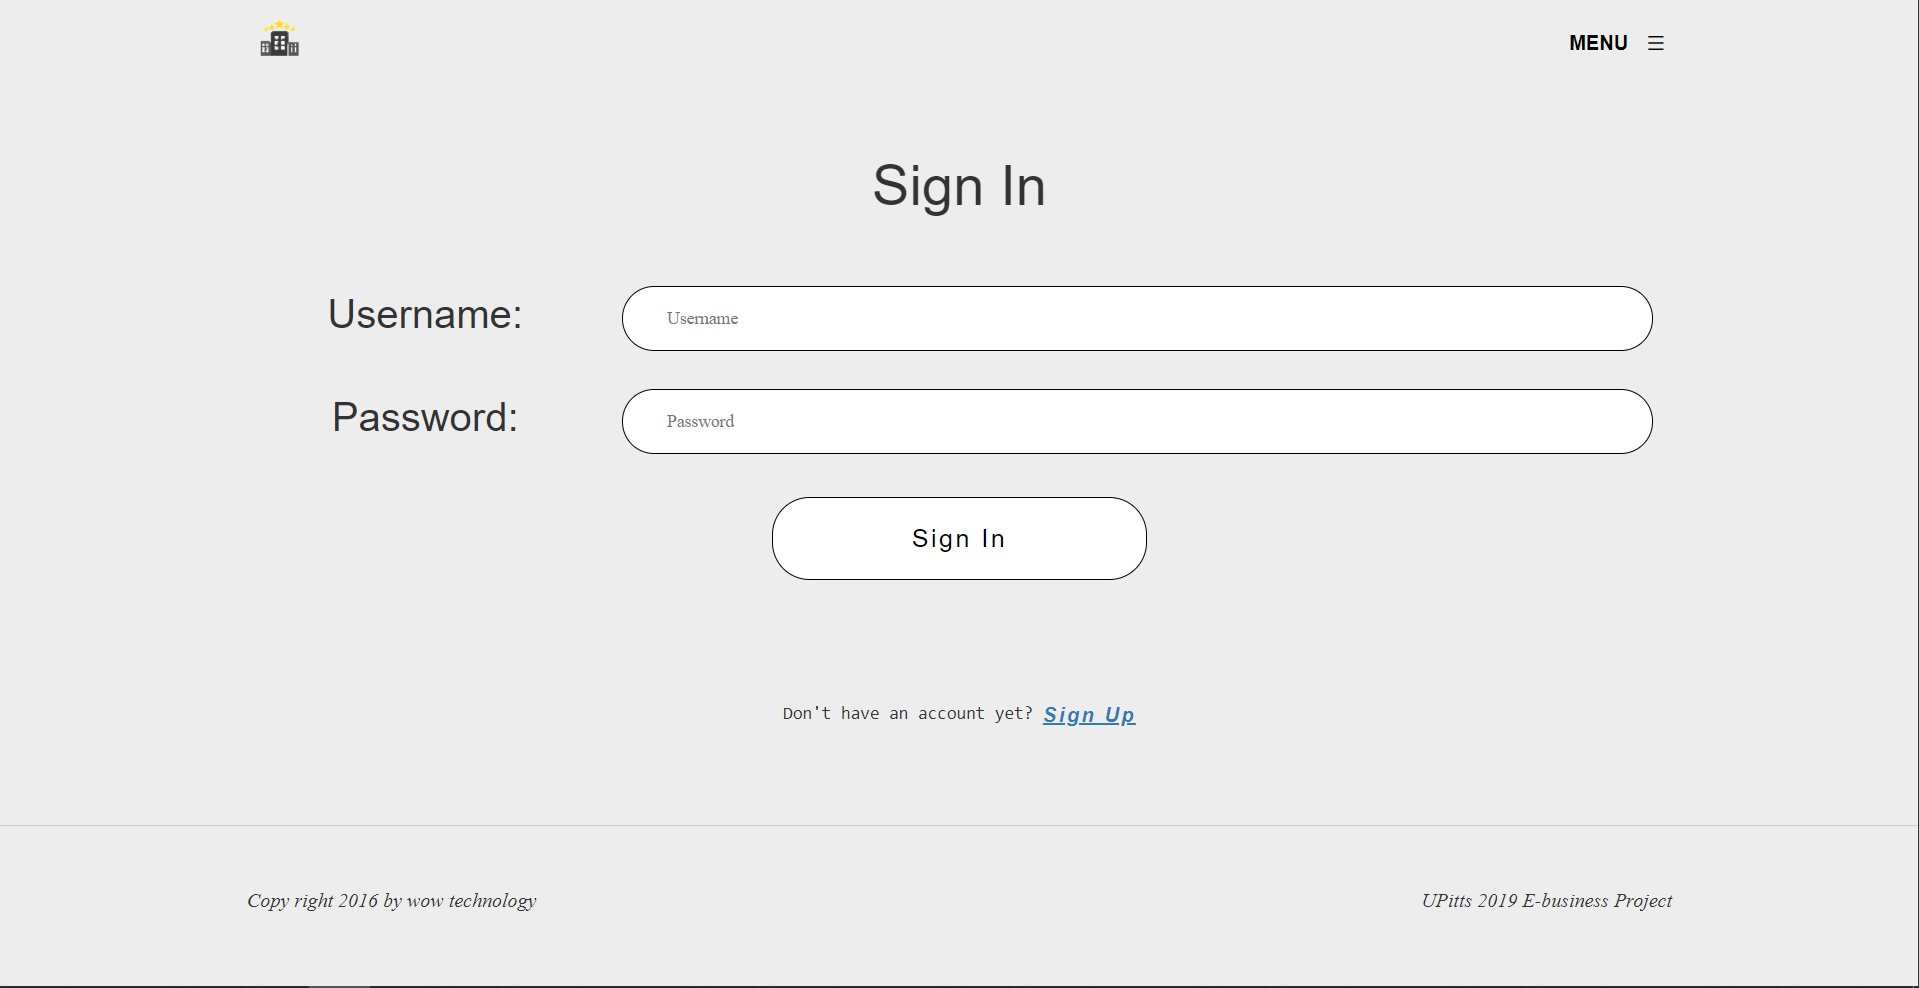 MENU
Sign In
Username:
Username
Password:
Password
Sign In
Don't have an account yet? Sign Up
Copy right 2016 by wow technology
UPitts 2019 E-business Project